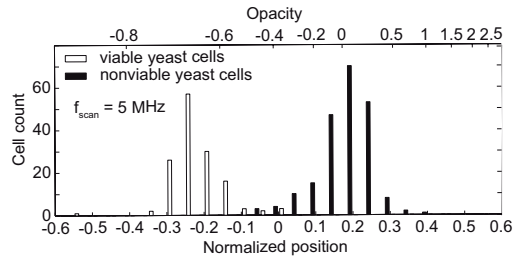 Opacity
-0.8 -0.6 -0.4 -0.2 0 0.5 1 1.5 2 2.5
viable yeast cells
nonviable yeast cells
f_scan = 5 MHz
Cell count
60
40
20
0
-0.6 -0.5 -0.4 -0.3 -0.2 -0.1 0 0.1 0.2 0.3 0.4 0.5 0.6
Normalized position